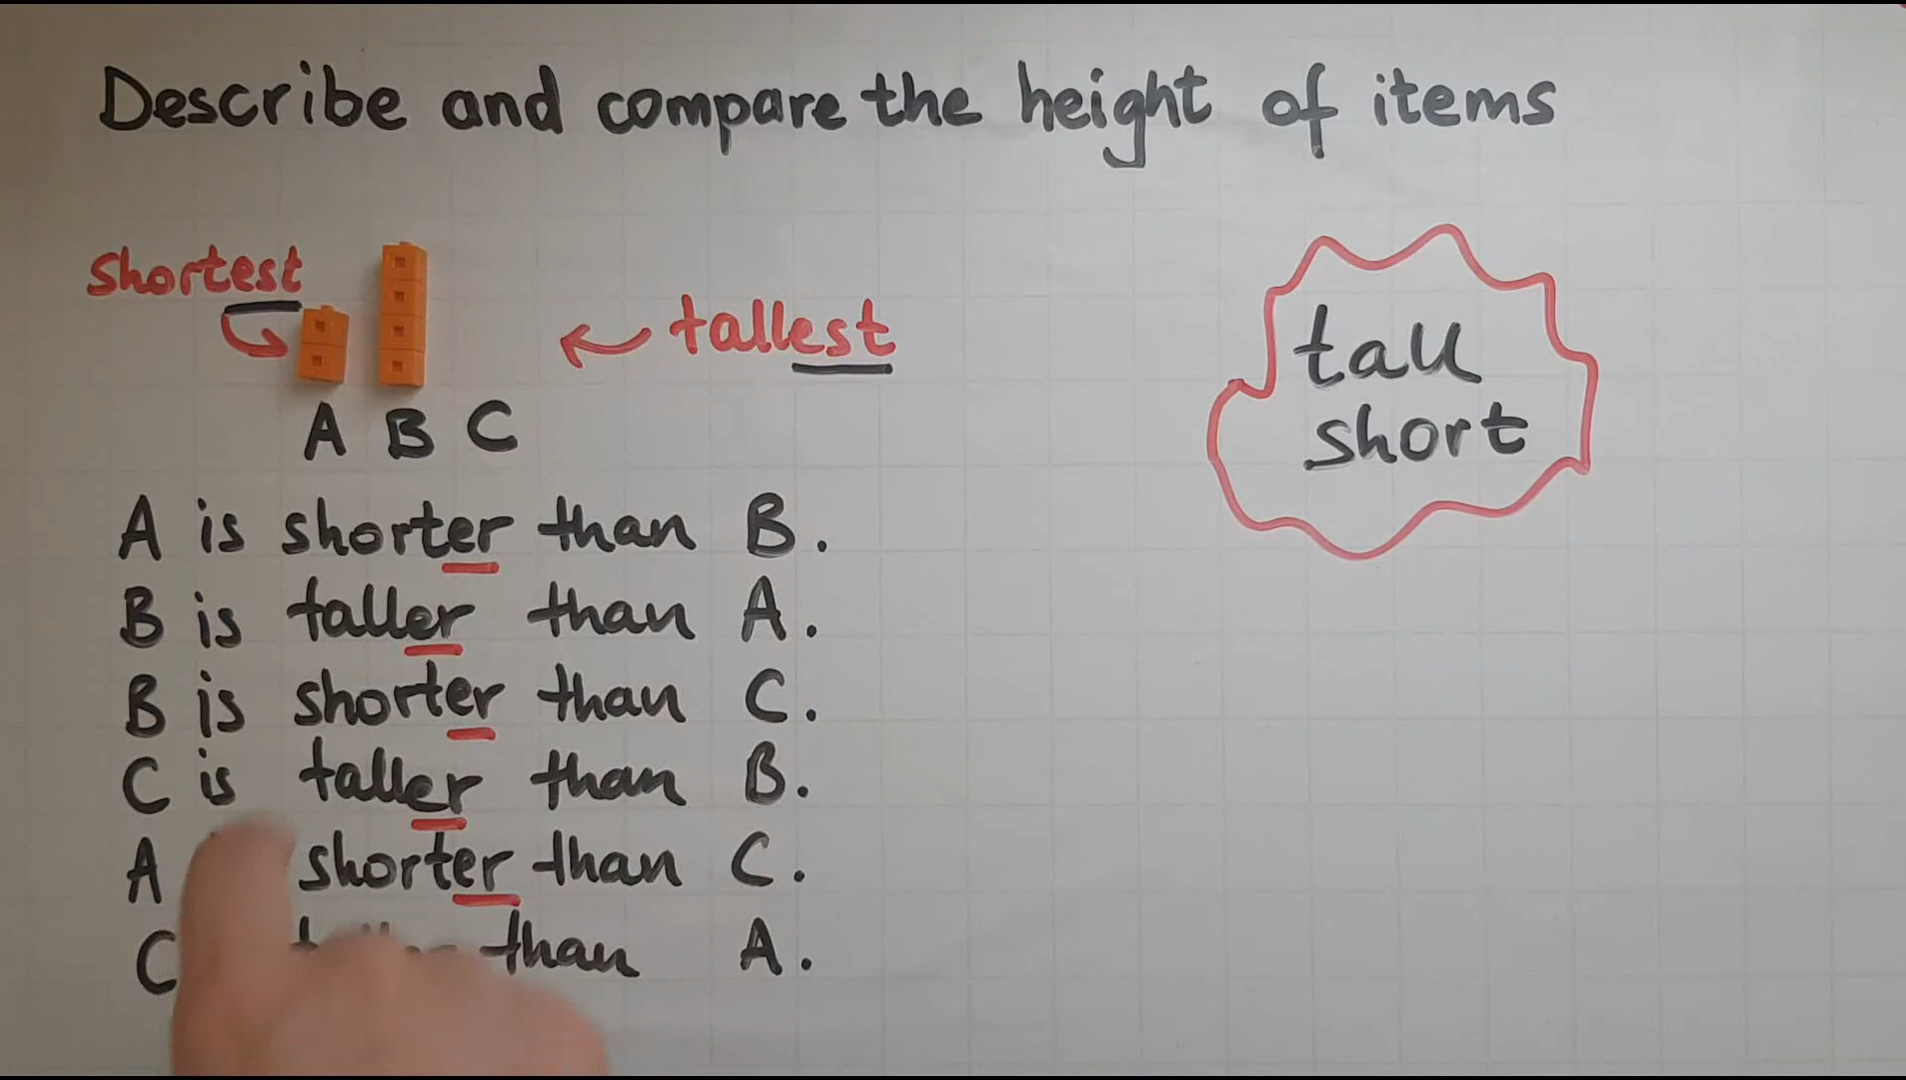 Describe and compare the height of items
shortest
tallest
tall
short
A B C
A is shorter than B.
B is taller than A.
B is shorter than C.
C is taller than B.
A shorter than C.
C than A.